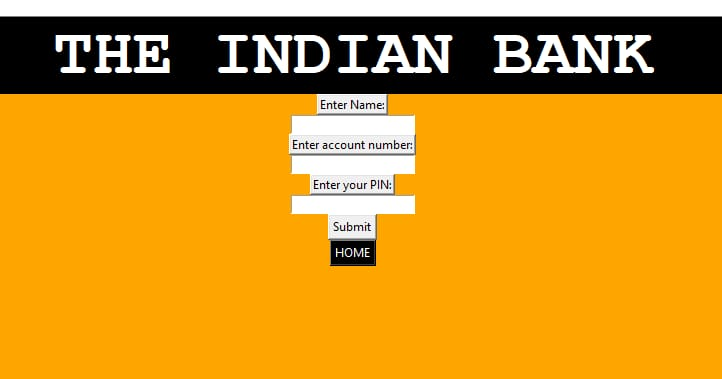 THE INDIAN BANK
Enter Name:
Enter account number:
Enter your PIN:
Submit
HOME